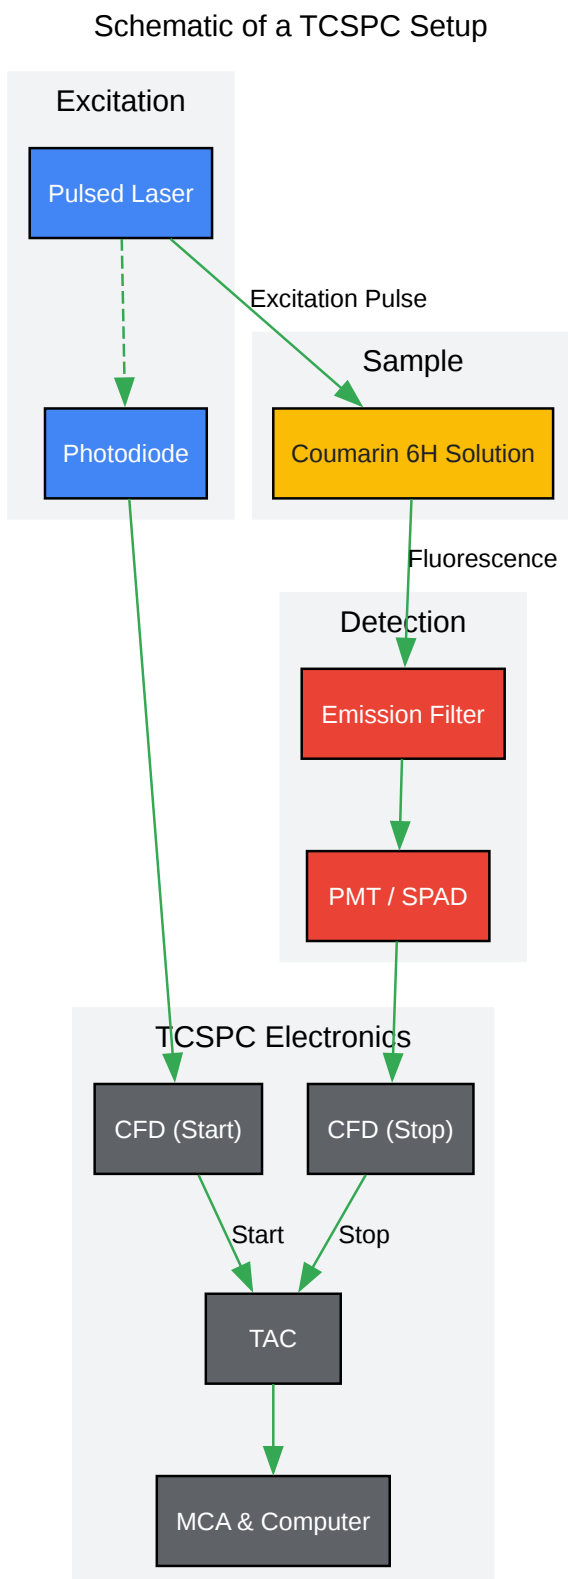 Schematic of a TCSPC Setup
Excitation
Pulsed Laser
Excitation Pulse
Sample
Photodiode
Coumarin 6H Solution
Fluorescence
Detection
Emission Filter
PMT / SPAD
TCSPC Electronics
CFD (Start)
CFD (Stop)
Start
Stop
TAC
MCA & Computer